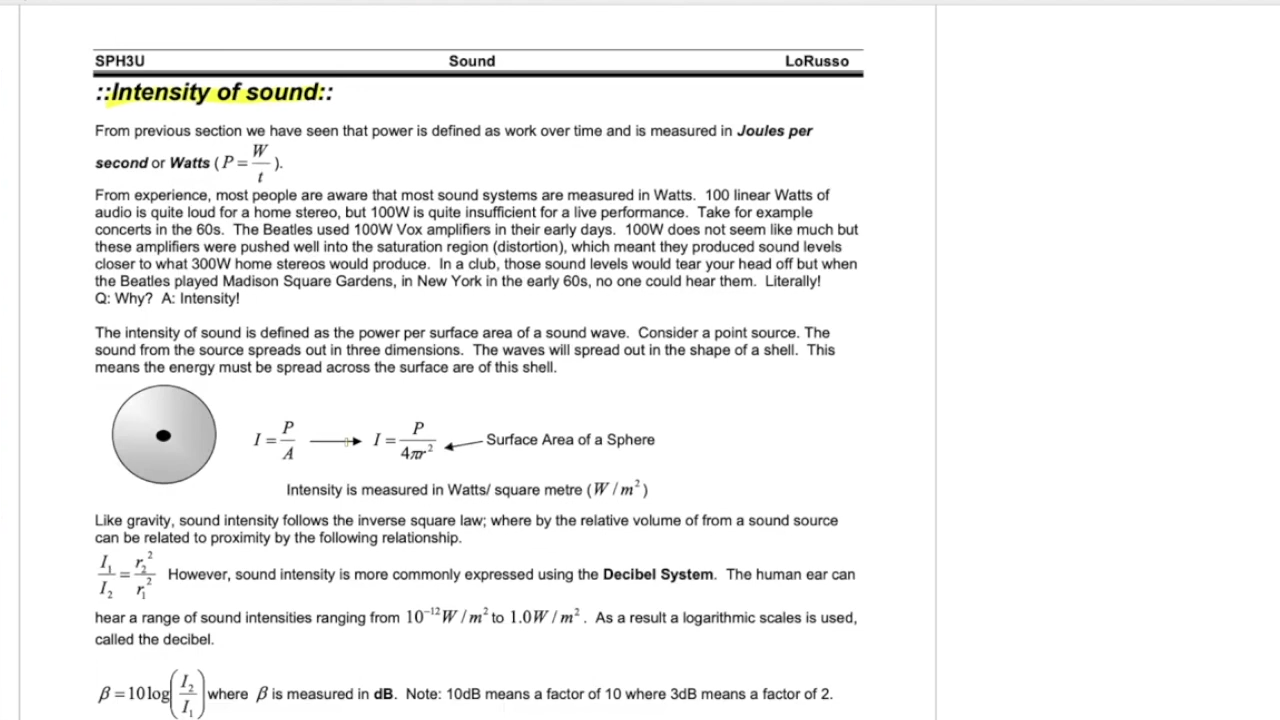 SPH3U Sound LoRusso
::Intensity of sound::
From previous section we have seen that power is defined as work over time and is measured in Joules per
second or Watts ( P = W/t ).
From experience, most people are aware that most sound systems are measured in Watts. 100 linear Watts of
audio is quite loud for a home stereo, but 100W is quite insufficient for a live performance. Take for example
concerts in the 60s. The Beatles used 100W Vox amplifiers in their early days. 100W does not seem like much but
these amplifiers were pushed well into the saturation region (distortion), which meant they produced sound levels
closer to what 300W home stereos would produce. In a club, those sound levels would tear your head off but when
the Beatles played Madison Square Gardens, in New York in the early 60s, no one could hear them. Literally!
Q: Why? A: Intensity!
The intensity of sound is defined as the power per surface area of a sound wave. Consider a point source. The
sound from the source spreads out in three dimensions. The waves will spread out in the shape of a shell. This
means the energy must be spread across the surface are of this shell.
I = P/A I = P/4πr² Surface Area of a Sphere
Intensity is measured in Watts/ square metre ( W / m² )
Like gravity, sound intensity follows the inverse square law; where by the relative volume of from a sound source
can be related to proximity by the following relationship.
I₁/I₂ = r₂²/r₁² However, sound intensity is more commonly expressed using the Decibel System. The human ear can
hear a range of sound intensities ranging from 10⁻¹²W / m² to 1.0W / m² . As a result a logarithmic scales is used,
called the decibel.
β = 10 log(I₂/I₁) where β is measured in dB. Note: 10dB means a factor of 10 where 3dB means a factor of 2.